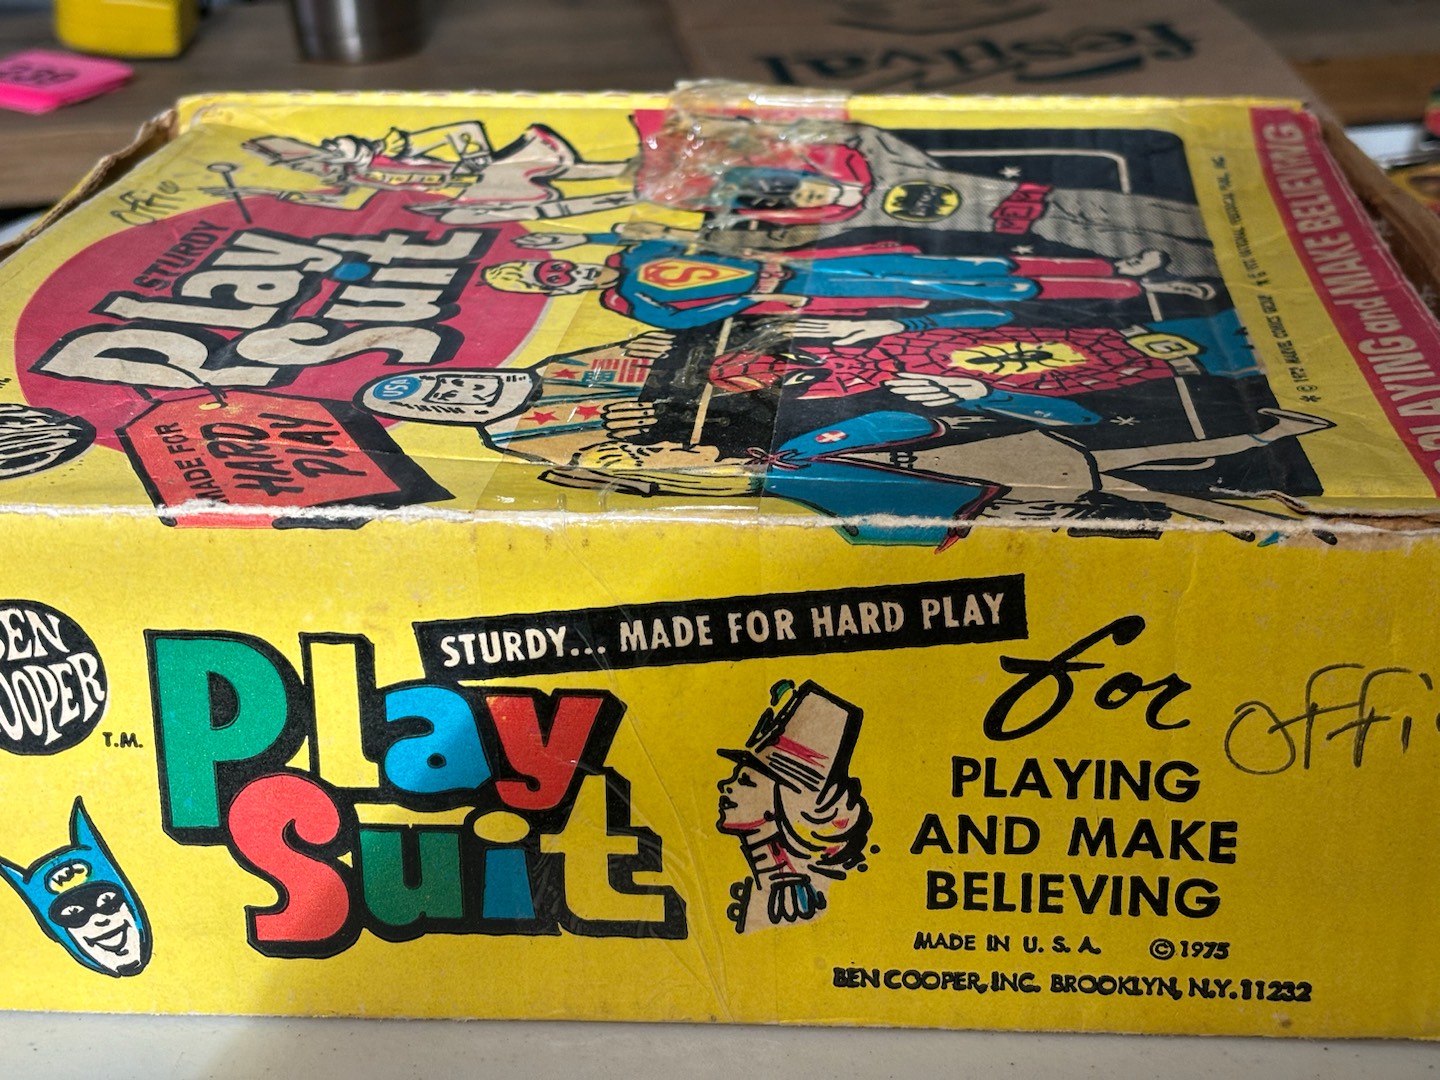 festival
STURDY
Play
Suit
MADE FOR
HARD
PLAY
USA
S
PLAYING and MAKE BELIEVING
BEN
COOPER
T.M.
STURDY... MADE FOR HARD PLAY
Play
Suit
for
PLAYING
AND MAKE
BELIEVING
MADE IN U.S.A. ©1975
BEN COOPER, INC. BROOKLYN, N.Y. 11232